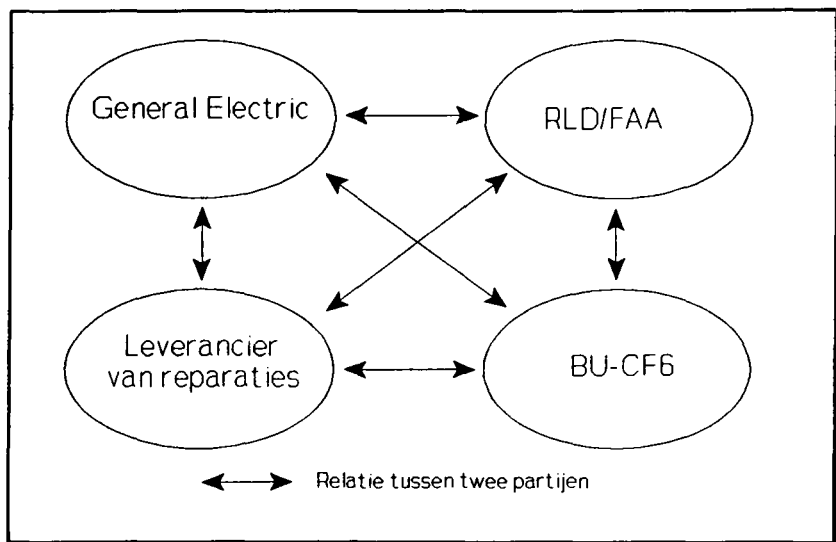 General Electric
RLD/FAA
Leverancier
van reparaties
BU-CF6
Relatie tussen twee partijen